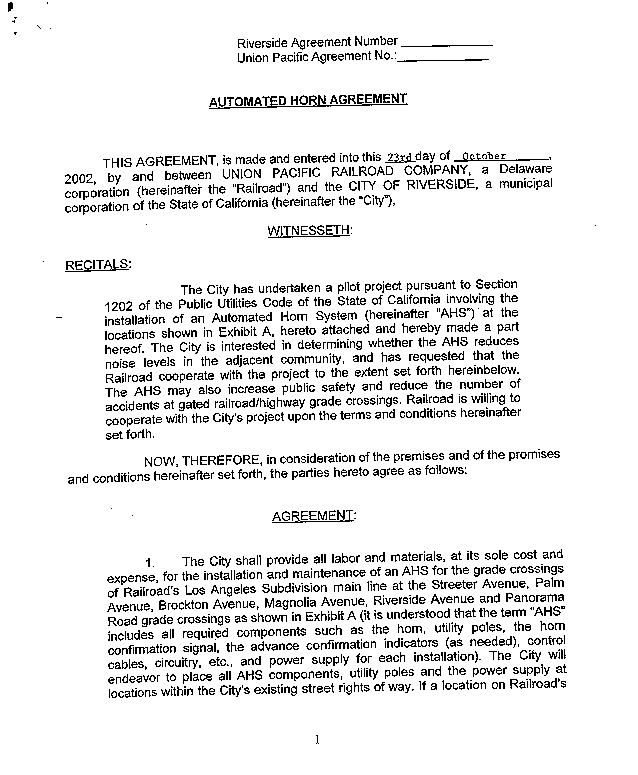 Riverside Agreement Number ____________
Union Pacific Agreement No.:____________
AUTOMATED HORN AGREEMENT
THIS AGREEMENT, is made and entered into this 23rd day of October,
2002, by and between UNION PACIFIC RAILROAD COMPANY, a Delaware
corporation (hereinafter the "Railroad") and the CITY OF RIVERSIDE, a municipal
corporation of the State of California (hereinafter the "City"),
WITNESSETH:
RECITALS:
The City has undertaken a pilot project pursuant to Section
1202 of the Public Utilities Code of the State of California involving the
installation of an Automated Horn System (hereinafter "AHS") at the
locations shown in Exhibit A, hereto attached and hereby made a part
hereof. The City is interested in determining whether the AHS reduces
noise levels in the adjacent community, and has requested that the
Railroad cooperate with the project to the extent set forth hereinbelow.
The AHS may also increase public safety and reduce the number of
accidents at gated railroad/highway grade crossings. Railroad is willing to
cooperate with the City's project upon the terms and conditions hereinafter
set forth.
NOW, THEREFORE, in consideration of the premises and of the promises
and conditions hereinafter set forth, the parties hereto agree as follows:
AGREEMENT:
1. The City shall provide all labor and materials, at its sole cost and
expense, for the installation and maintenance of an AHS for the grade crossings
of Railroad's Los Angeles Subdivision main line at the Streeter Avenue, Palm
Avenue, Brockton Avenue, Magnolia Avenue, Riverside Avenue and Panorama
Road grade crossings as shown in Exhibit A (it is understood that the term "AHS"
includes all required components such as the horn, utility poles, the horn
confirmation signal, the advance confirmation indicators (as needed), control
cables, circuitry, etc., and power supply for each installation). The City will
endeavor to place all AHS components, utility poles and the power supply at
locations within the City's existing street rights of way. If a location on Railroad's
1